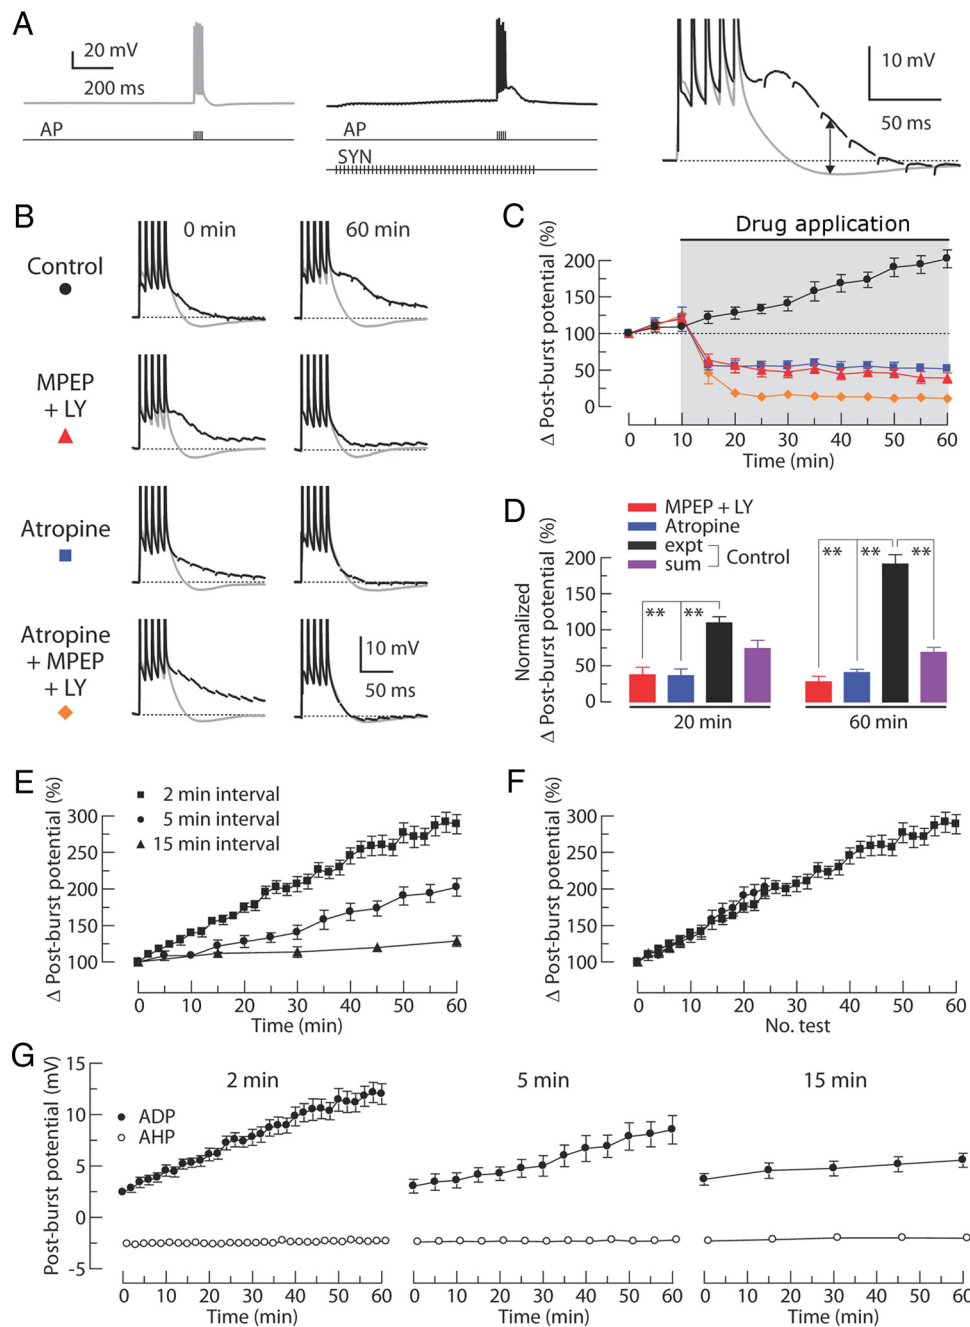 A
20 mV
200 ms
AP
AP
SYN
10 mV
50 ms
B
0 min
60 min
Control
MPEP
+ LY
Atropine
Atropine
+ MPEP
+ LY
10 mV
50 ms
C
Drug application
Δ Post-burst potential (%)
200
150
100
50
0
0 10 20 30 40 50 60
Time (min)
D
MPEP + LY
Atropine
expt
sum
Control
Normalized
Δ Post-burst potential (%)
200
150
100
50
0
** **
** ** **
20 min
60 min
E
2 min interval
5 min interval
15 min interval
Δ Post-burst potential (%)
300
250
200
150
100
0 10 20 30 40 50 60
Time (min)
F
Δ Post-burst potential (%)
300
250
200
150
100
0 10 20 30 40 50 60
No. test
G
Post-burst potential (mV)
15
10
5
0
-5
ADP
AHP
2 min
5 min
15 min
0 10 20 30 40 50 60
Time (min)
0 10 20 30 40 50 60
Time (min)
0 10 20 30 40 50 60
Time (min)